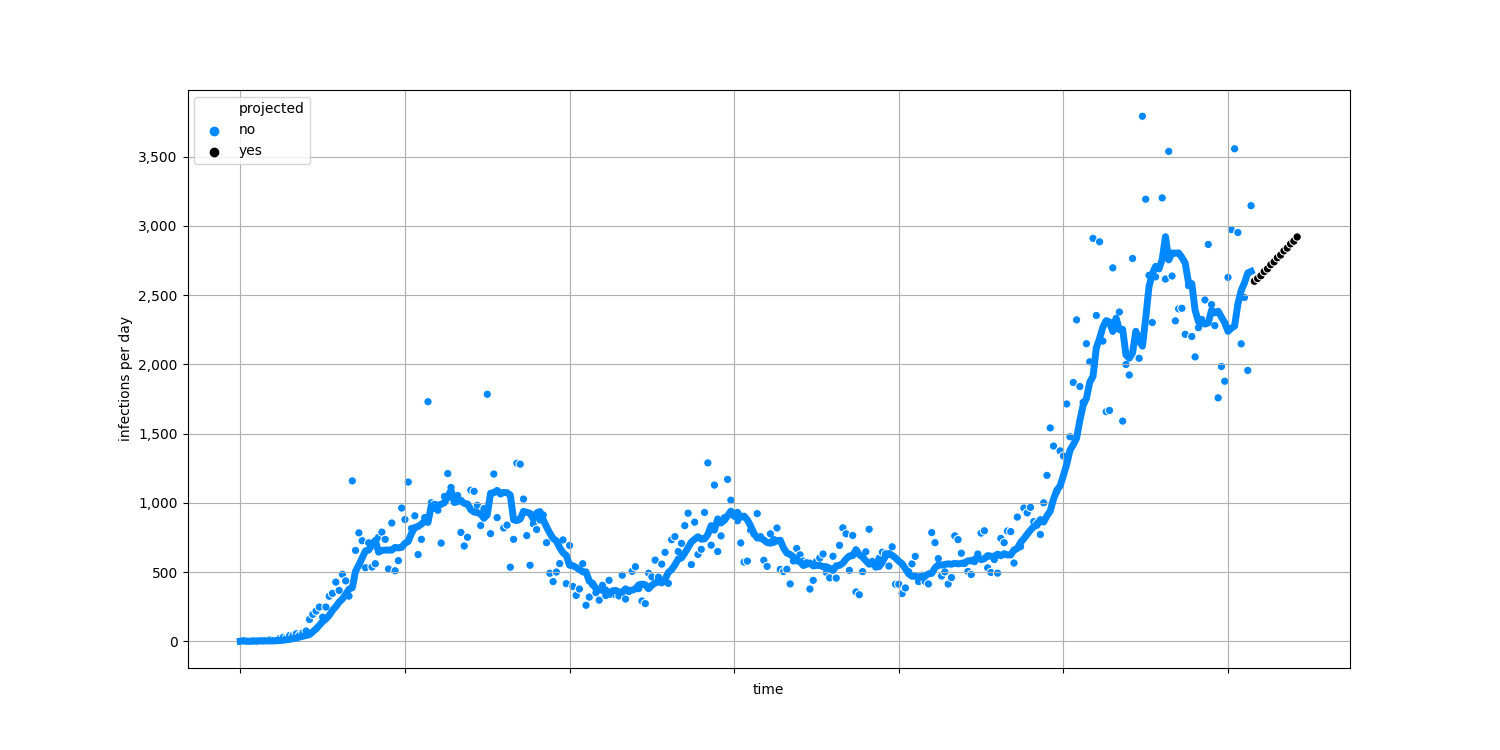 projected
no
yes
3,500
3,000
2,500
2,000
1,500
1,000
500
0
infections per day
time